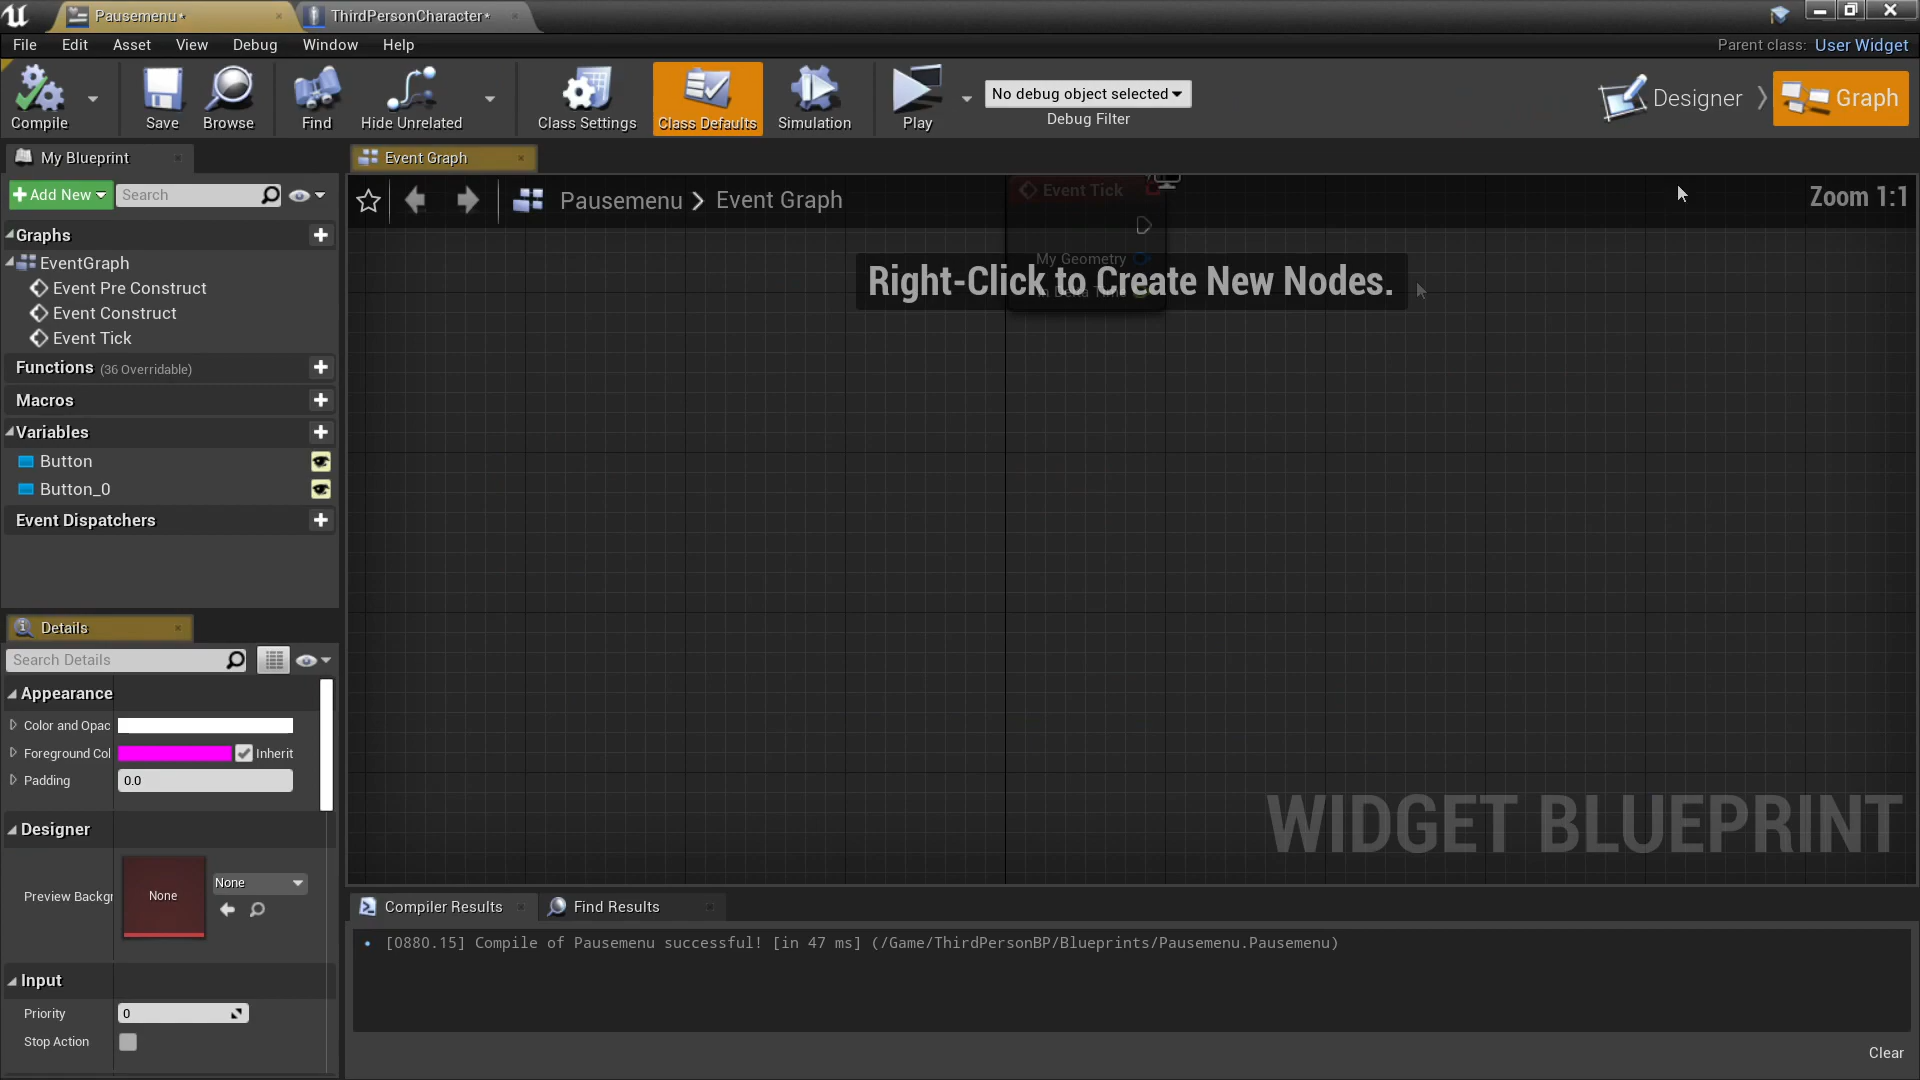 Pausemenu*
ThirdPersonCharacter*
File Edit Asset View Debug Window Help
Parent class: User Widget
Compile
Save
Browse
Find
Hide Unrelated
Class Settings
Class Defaults
Simulation
Play
No debug object selected
Debug Filter
Designer
Graph
My Blueprint
Event Graph
Add New
Search
Pausemenu > Event Graph
Event Tick
Zoom 1:1
Graphs
EventGraph
Event Pre Construct
Event Construct
Event Tick
Functions (36 Overridable)
Macros
Variables
Button
Button_0
Event Dispatchers
My Geometry
Right-Click to Create New Nodes.
Details
Search Details
Appearance
Color and Opac
Foreground Col
Inherit
Padding
0.0
Designer
Preview Backgr
None
None
Input
Priority
0
Stop Action
WIDGET BLUEPRINT
Compiler Results
Find Results
[0880.15] Compile of Pausemenu successful! [in 47 ms] (/Game/ThirdPersonBP/Blueprints/Pausemenu.Pausemenu)
Clear